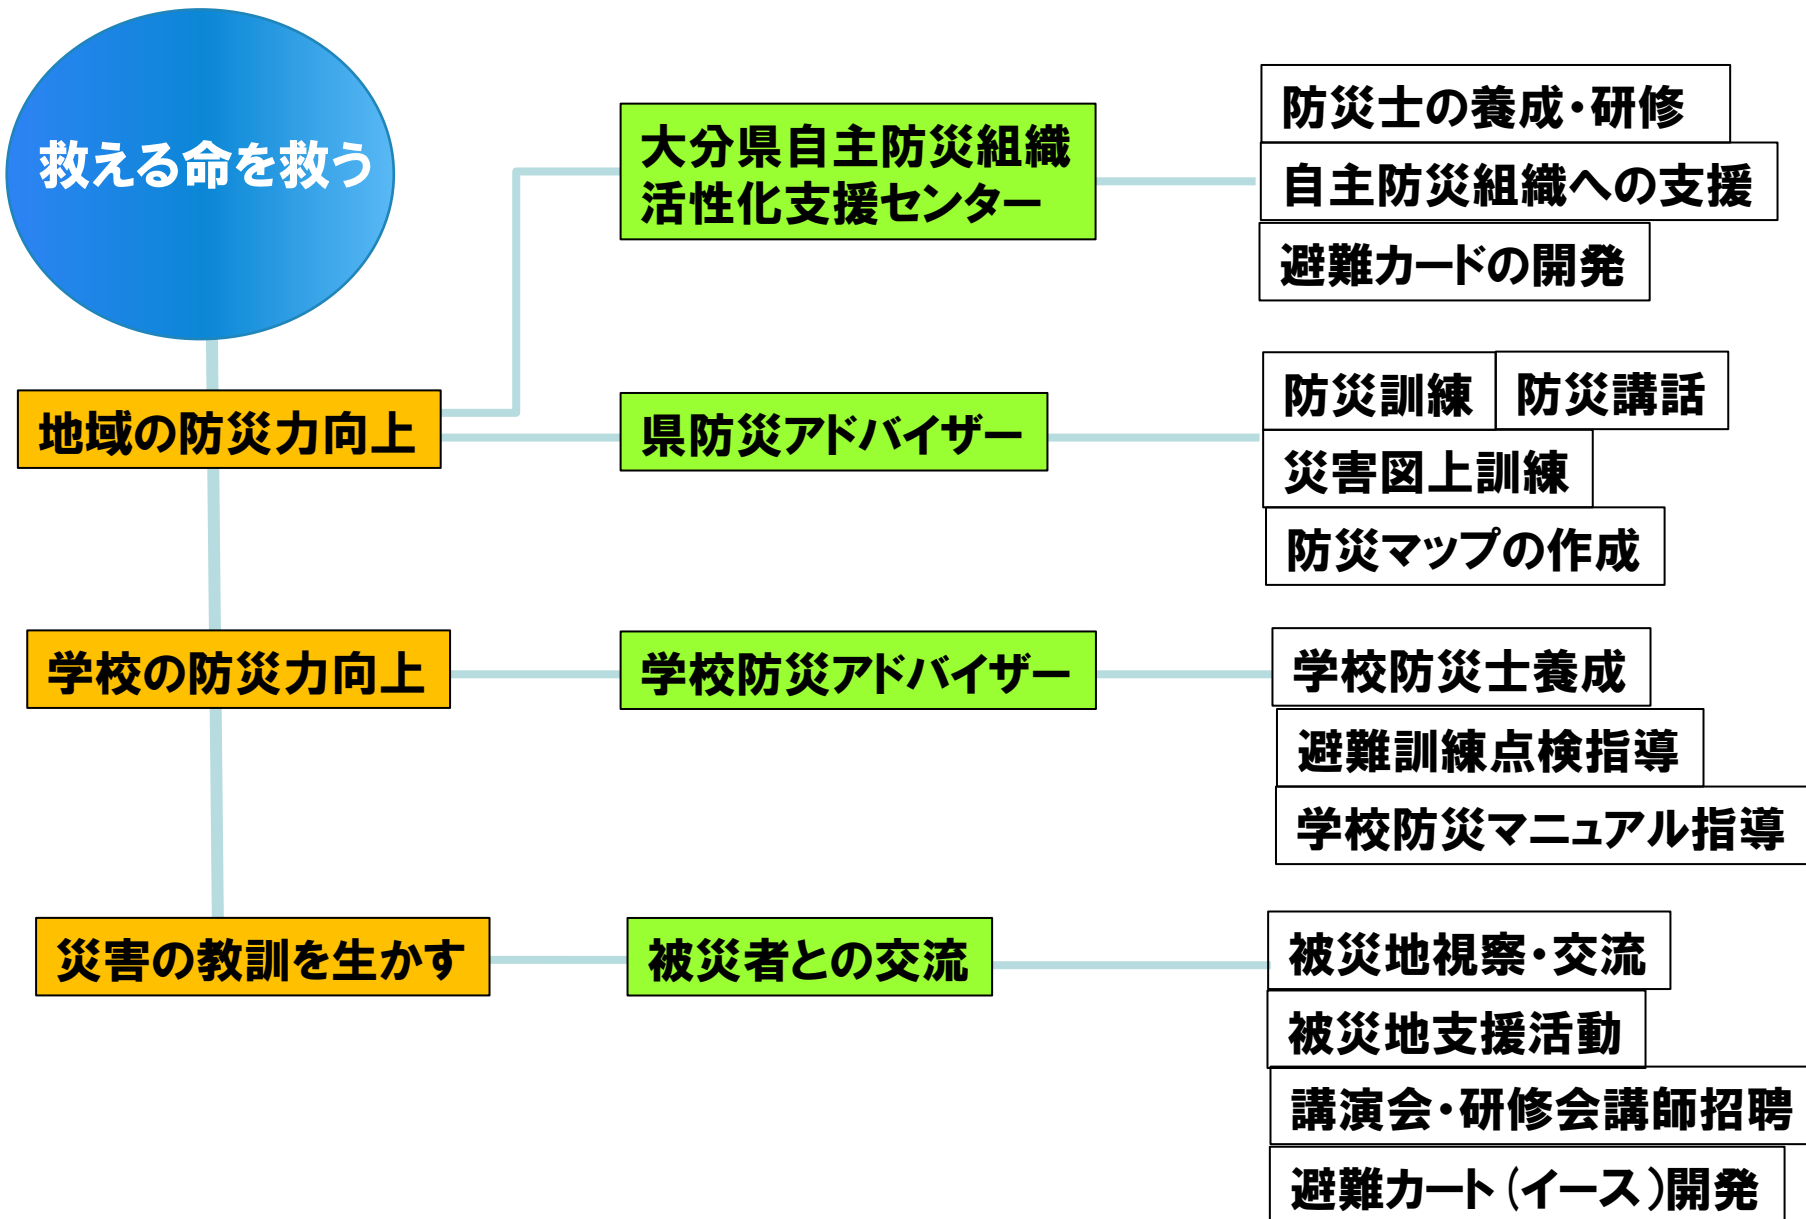 救える命を救う
地域の防災力向上
大分県自主防災組織
活性化支援センター
防災士の養成・研修
自主防災組織への支援
避難カードの開発
県防災アドバイザー
防災訓練
防災講話
災害図上訓練
防災マップの作成
学校の防災力向上
学校防災アドバイザー
学校防災士養成
避難訓練点検指導
学校防災マニュアル指導
災害の教訓を生かす
被災者との交流
被災地視察・交流
被災地支援活動
講演会・研修会講師招聘
避難カート(イース)開発